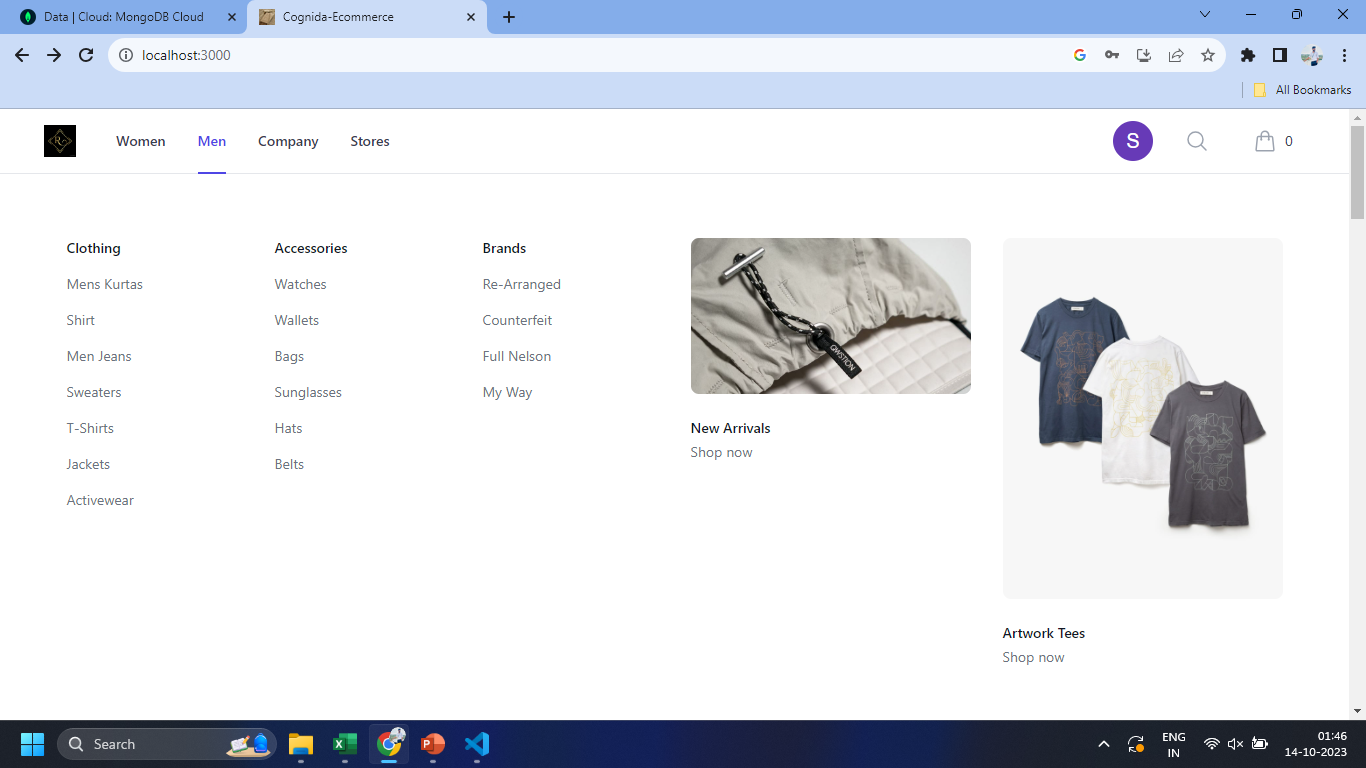 Data | Cloud: MongoDB Cloud
Cognida-Ecommerce
localhost:3000
All Bookmarks
Women Men Company Stores
S
0
Clothing
Mens Kurtas
Shirt
Men Jeans
Sweaters
T-Shirts
Jackets
Activewear
Accessories
Watches
Wallets
Bags
Sunglasses
Hats
Belts
Brands
Re-Arranged
Counterfeit
Full Nelson
My Way
QWSTION
New Arrivals
Shop now
Artwork Tees
Shop now
Search
ENG
IN
01:46
14-10-2023